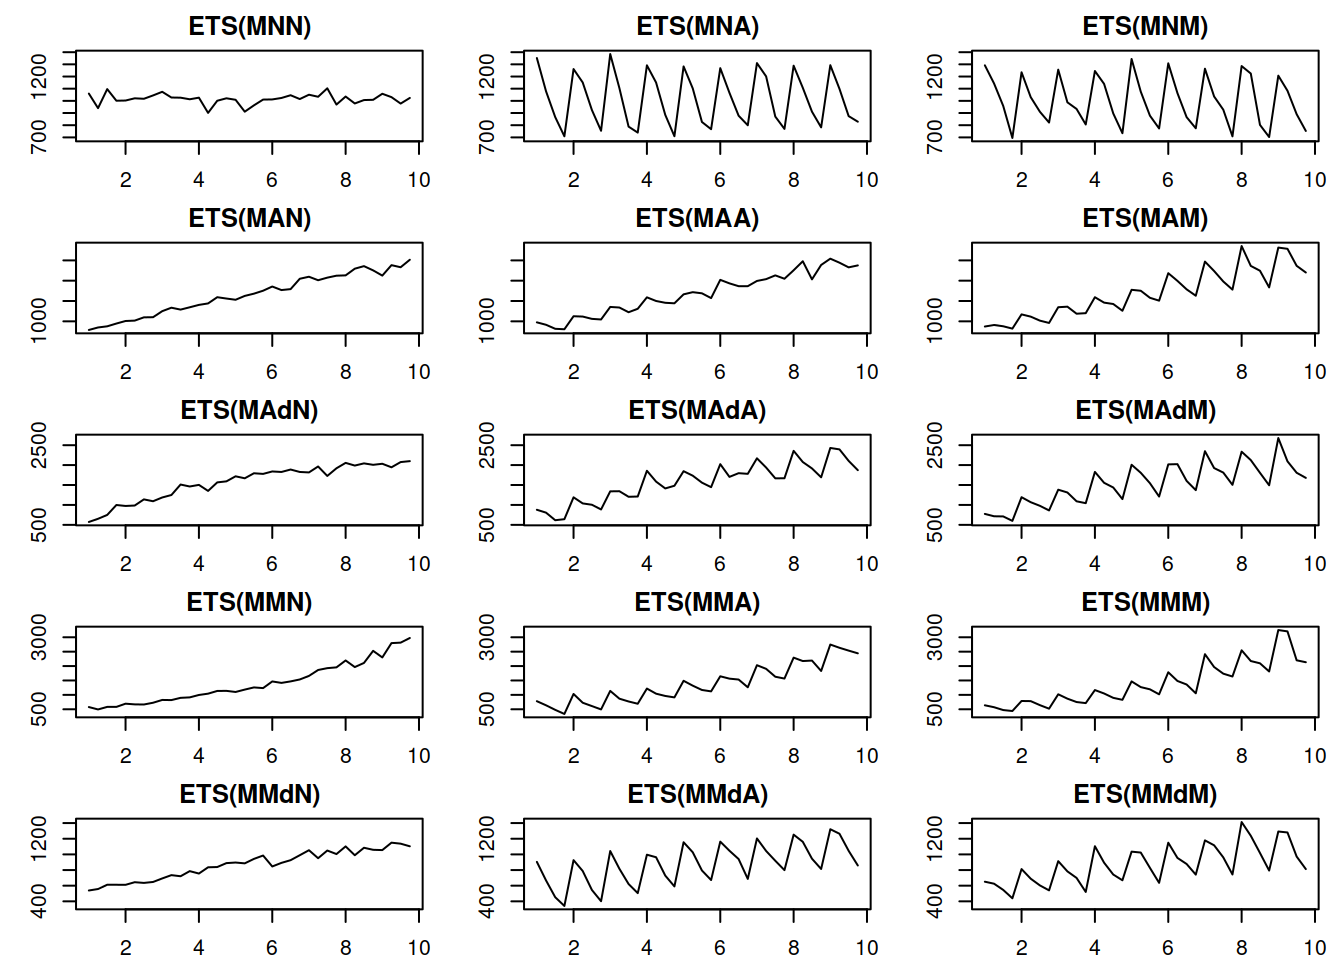 ETS(MNN) ETS(MNA) ETS(MNM)
700 1200 700 1200 700 1200
2 4 6 8 10 2 4 6 8 10 2 4 6 8 10
ETS(MAN) ETS(MAA) ETS(MAM)
1000 1000 1000
2 4 6 8 10 2 4 6 8 10 2 4 6 8 10
ETS(MAdN) ETS(MAdA) ETS(MAdM)
500 2500 500 2500 500 2500
2 4 6 8 10 2 4 6 8 10 2 4 6 8 10
ETS(MMN) ETS(MMA) ETS(MMM)
500 3000 500 3000 500 3000
2 4 6 8 10 2 4 6 8 10 2 4 6 8 10
ETS(MMdN) ETS(MMdA) ETS(MMdM)
400 1200 400 1200 400 1200
2 4 6 8 10 2 4 6 8 10 2 4 6 8 10